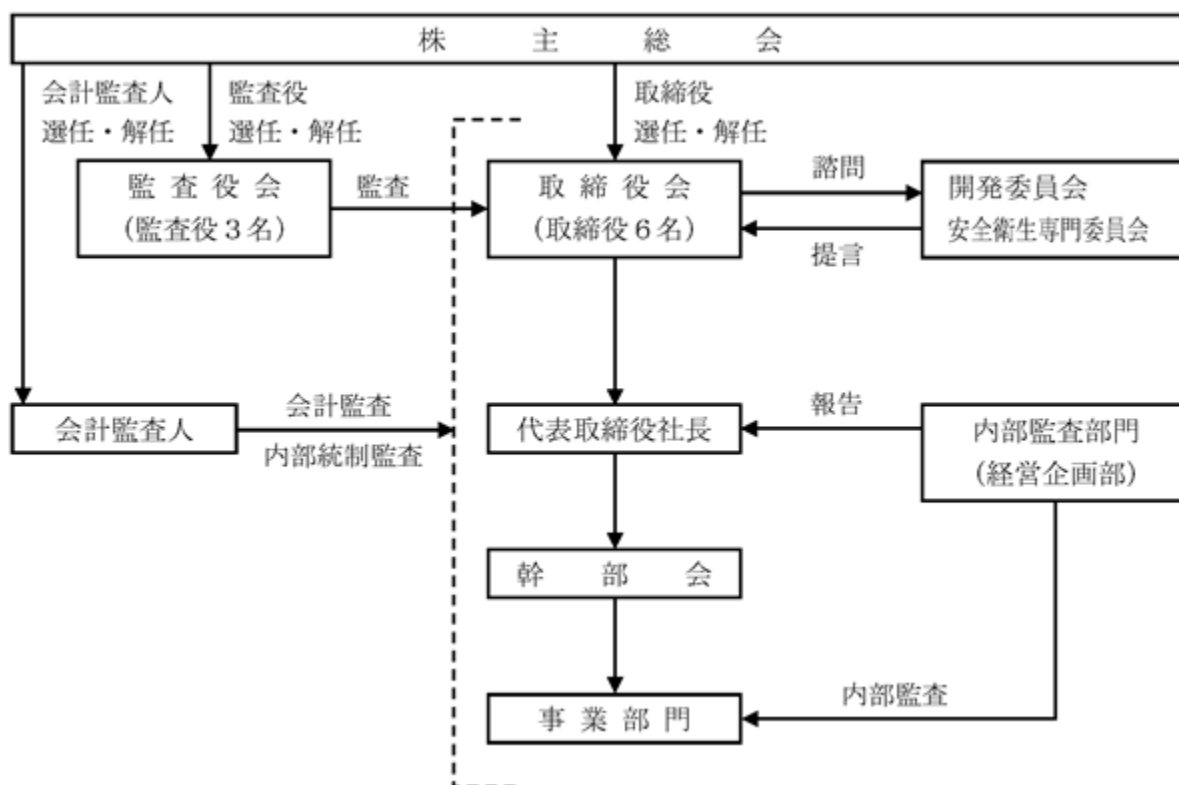 株主総会
会計監査人
選任・解任
監査役
選任・解任
取締役
選任・解任
監査役会
(監査役3名)
監査
取締役会
(取締役6名)
諮問
提言
開発委員会
安全衛生専門委員会
会計監査人
会計監査
内部統制監査
代表取締役社長
報告
内部監査部門
(経営企画部)
幹部会
事業部門
内部監査